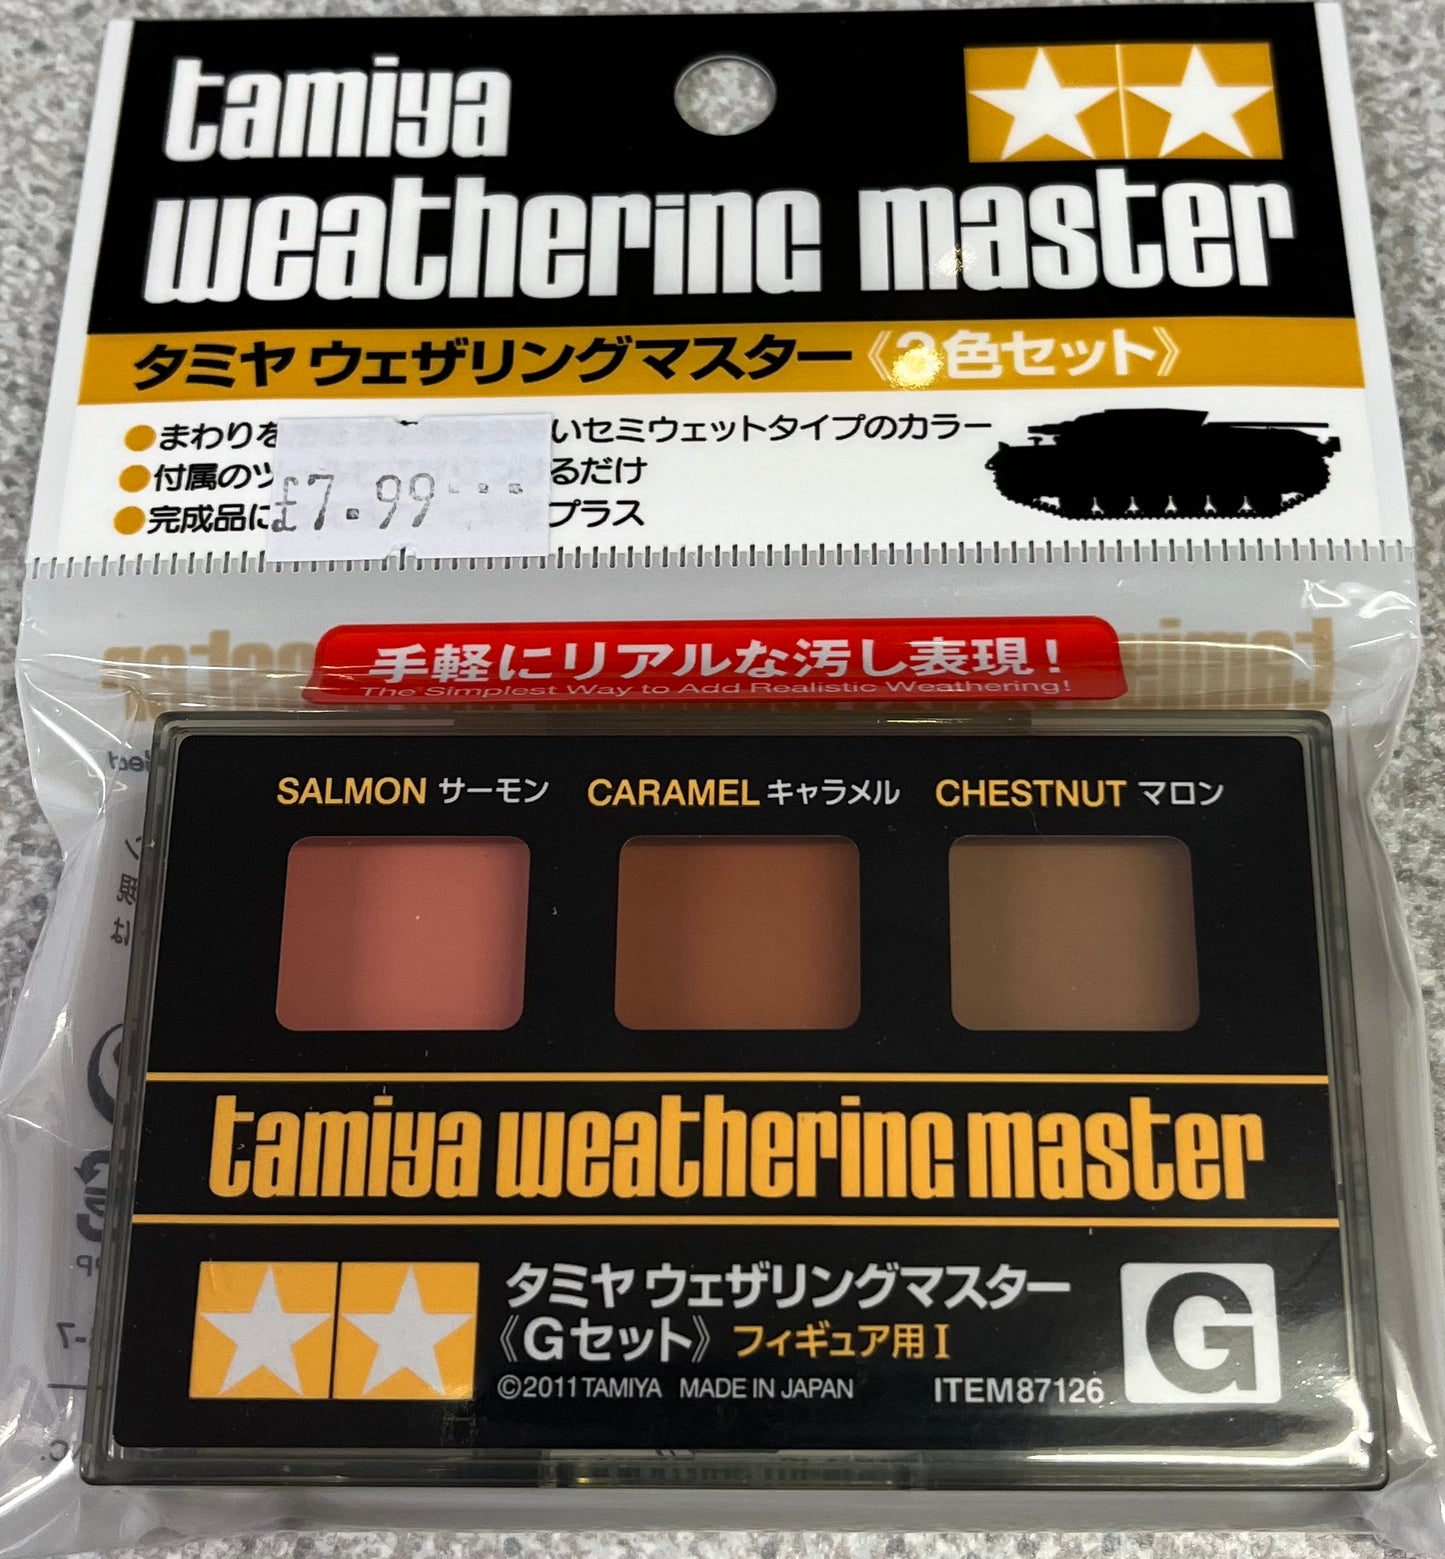 tamiya
weathering master
タミヤ ウェザリングマスター《3色セット》
●まわりを いセミウェットタイプのカラー
●付属のツ るだけ
●完成品に プラス
£7.99
手軽にリアルな汚し表現!
The Simplest Way to Add Realistic Weathering!
SALMON サーモン CARAMEL キャラメル CHESTNUT マロン
tamiya weathering master
タミヤ ウェザリングマスター
《Gセット》フィギュア用I
G
©2011 TAMIYA MADE IN JAPAN ITEM87126